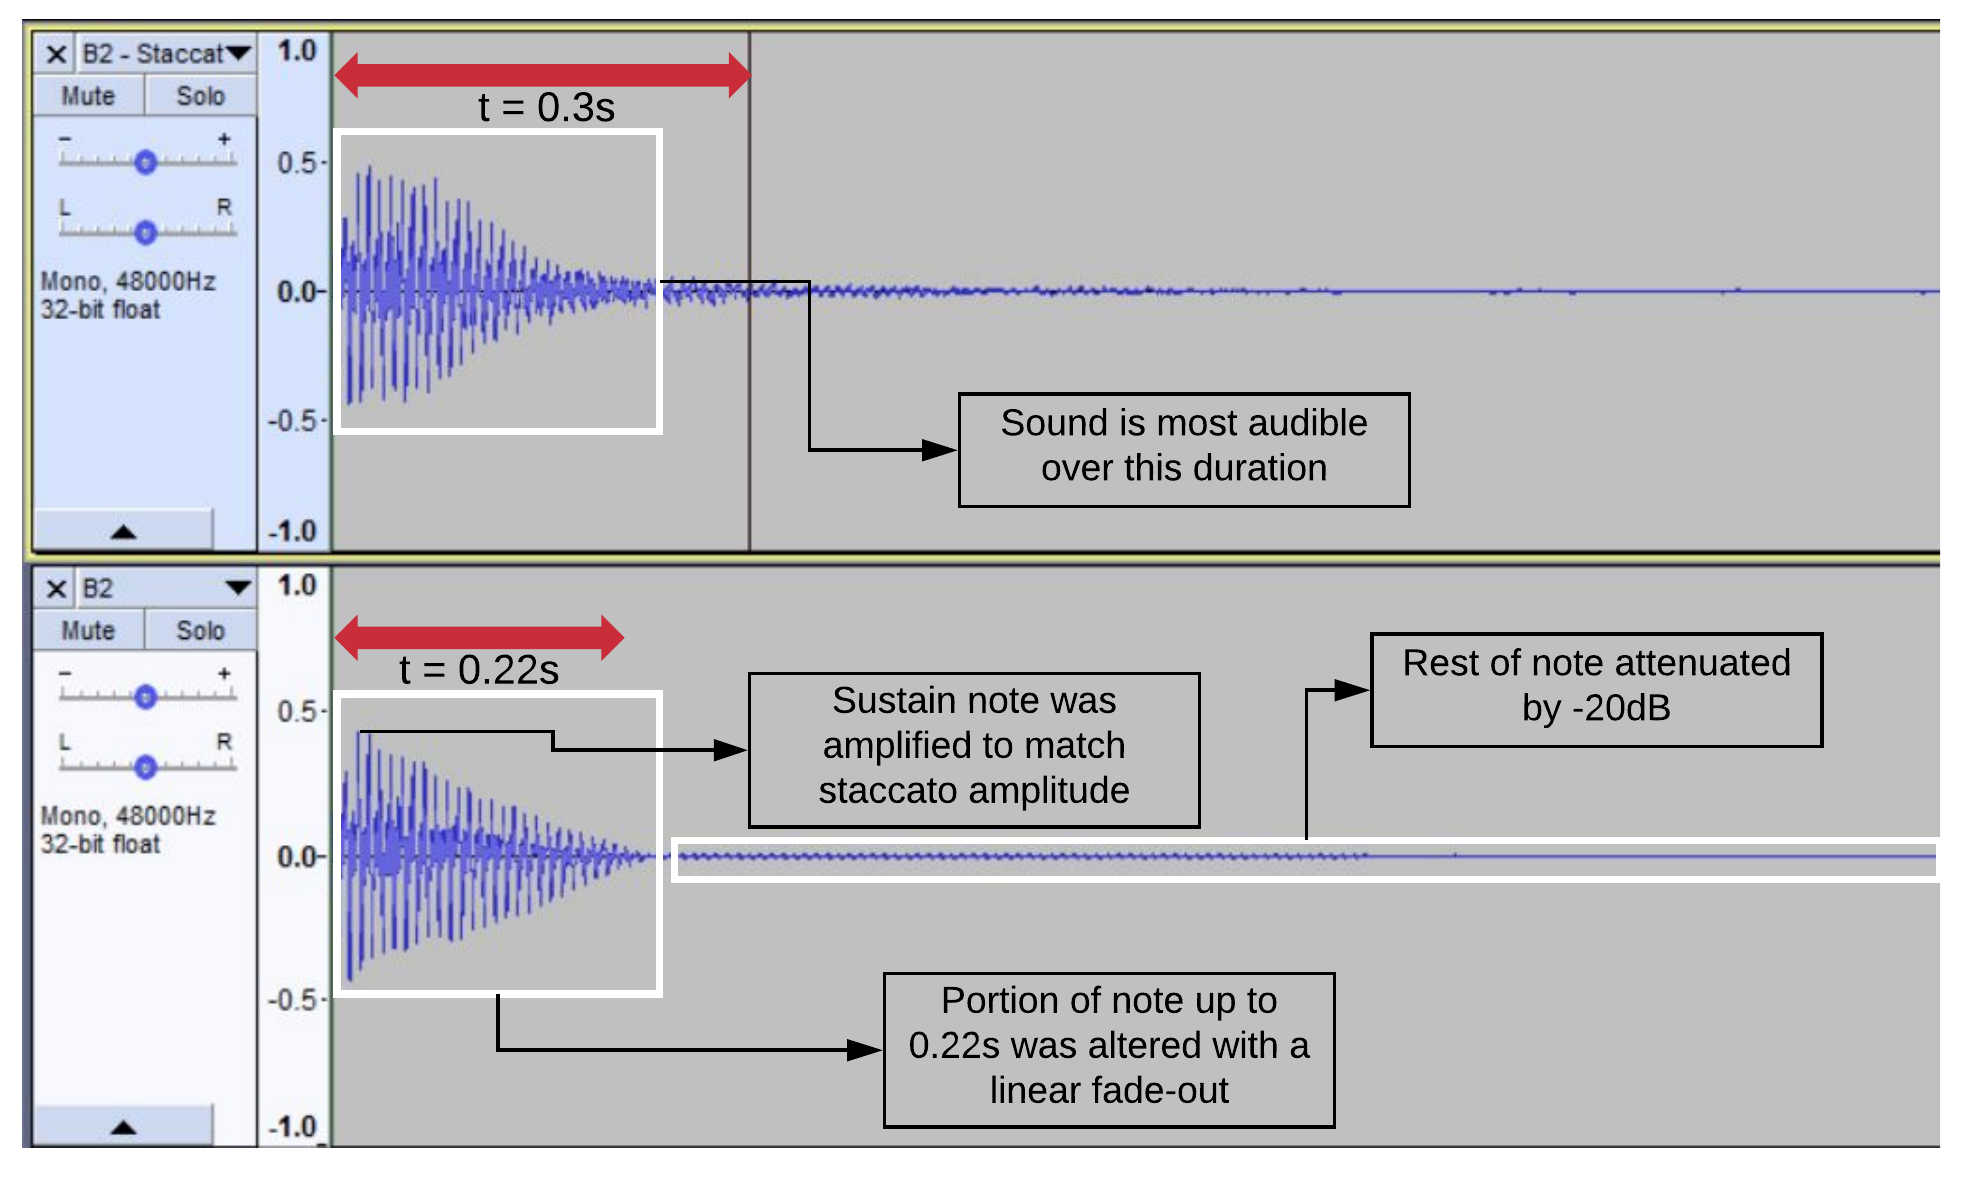 B2 - Staccat
Mute Solo
- +
L R
Mono, 48000Hz
32-bit float
1.0
0.5-
0.0-
-0.5-
-1.0
t = 0.3s
Sound is most audible
over this duration
B2
Mute Solo
- +
L R
Mono, 48000Hz
32-bit float
1.0
0.5-
0.0-
-0.5-
-1.0
t = 0.22s
Sustain note was
amplified to match
staccato amplitude
Rest of note attenuated
by -20dB
Portion of note up to
0.22s was altered with a
linear fade-out